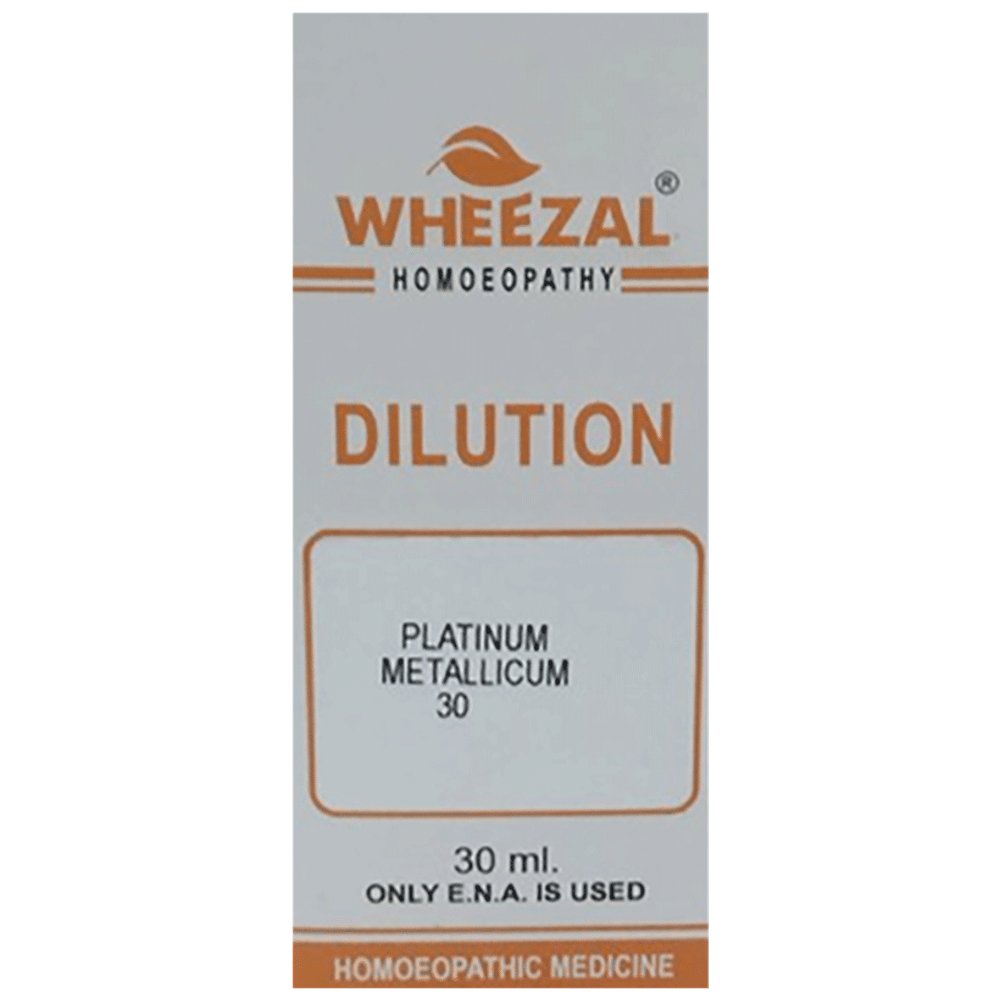 WHEEZAL®
HOMOEOPATHY
DILUTION
PLATINUM
METALLICUM
30
30 ml.
ONLY E.N.A. IS USED
HOMOEOPATHIC MEDICINE